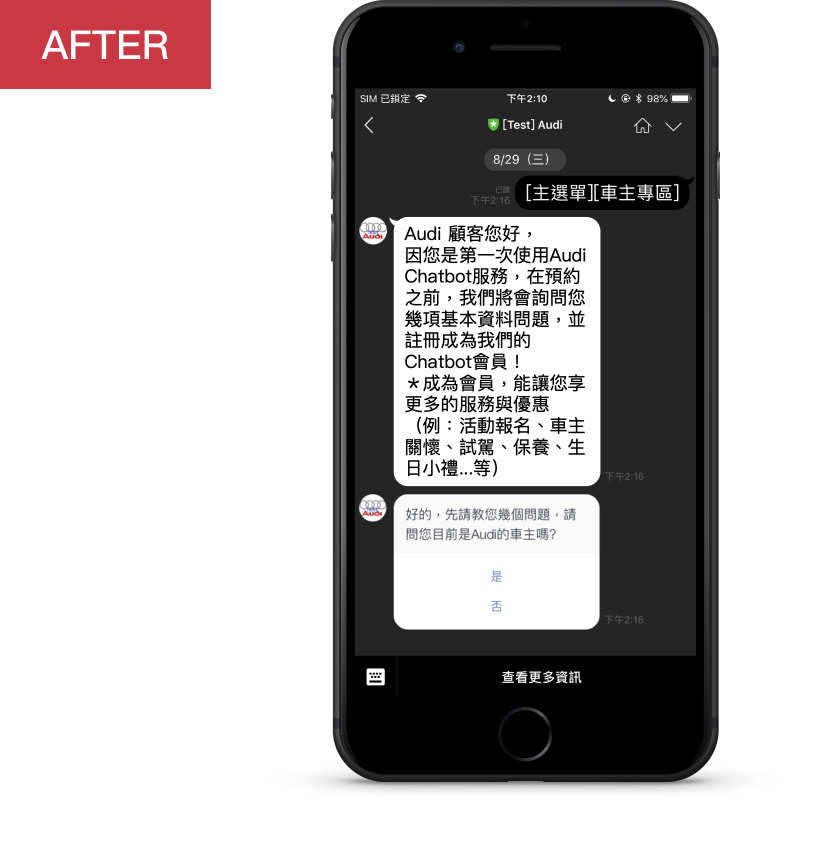 AFTER
SIM 已鎖定 下午2:10 98%
[Test] Audi
8/29（三）
已讀
下午2:16
[主選單][車主專區]
Audi 顧客您好，
因您是第一次使用Audi
Chatbot服務，在預約
之前，我們將會詢問您
幾項基本資料問題，並
註冊成為我們的
Chatbot會員！
＊成為會員，能讓您享
更多的服務與優惠
（例：活動報名、車主
關懷、試駕、保養、生
日小禮...等）
下午2:16
Audi
好的，先請教您幾個問題，請
問您目前是Audi的車主嗎?
是
否
下午2:16
Audi
查看更多資訊